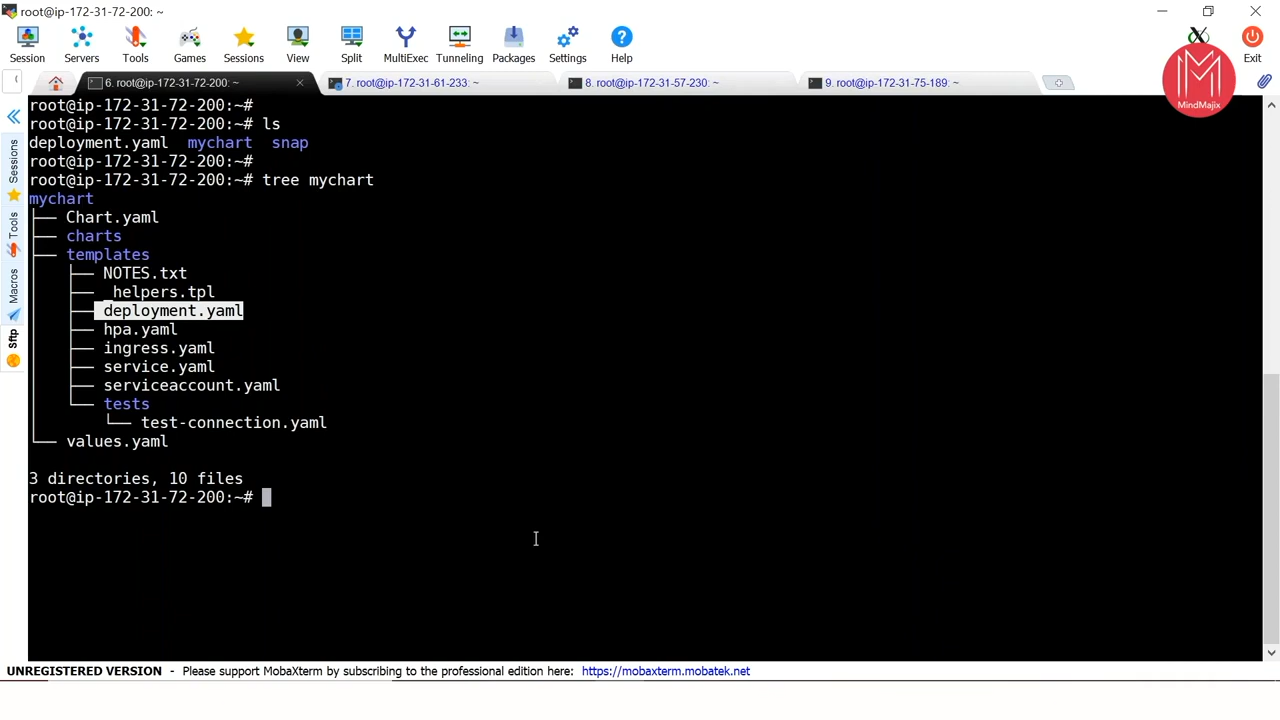 root@ip-172-31-72-200: ~
Session Servers Tools Games Sessions View Split MultiExec Tunneling Packages Settings Help Exit
6. root@ip-172-31-72-200: ~ 7. root@ip-172-31-61-233: ~ 8. root@ip-172-31-57-230: ~ 9. root@ip-172-31-75-189: ~
MindMajix
Sessions
Tools
Macros
Sftp
root@ip-172-31-72-200:~#
root@ip-172-31-72-200:~# ls
deployment.yaml mychart snap
root@ip-172-31-72-200:~#
root@ip-172-31-72-200:~# tree mychart
mychart
├── Chart.yaml
├── charts
├── templates
│   ├── NOTES.txt
│   ├── _helpers.tpl
│   ├── deployment.yaml
│   ├── hpa.yaml
│   ├── ingress.yaml
│   ├── service.yaml
│   ├── serviceaccount.yaml
│   └── tests
│       └── test-connection.yaml
└── values.yaml
3 directories, 10 files
root@ip-172-31-72-200:~#
UNREGISTERED VERSION - Please support MobaXterm by subscribing to the professional edition here: https://mobaxterm.mobatek.net